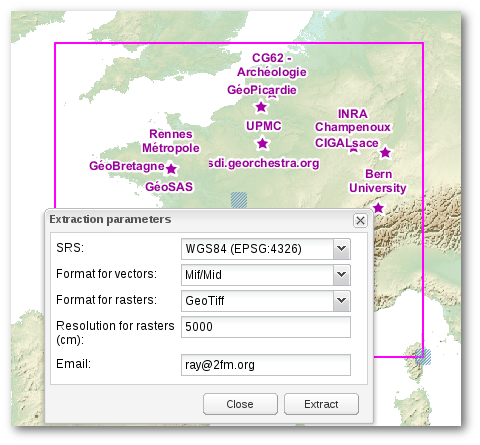 CG62 -
Archéologie
GéoPicardie
UPMC
INRA
Champenoux
CIGALsace
Rennes
Métropole
GéoBretagne
GéoSAS
sdi.georchestra.org
Bern
University
Extraction parameters
SRS: WGS84 (EPSG:4326)
Format for vectors: Mif/Mid
Format for rasters: GeoTiff
Resolution for rasters
(cm): 5000
Email: ray@2fm.org
Close Extract